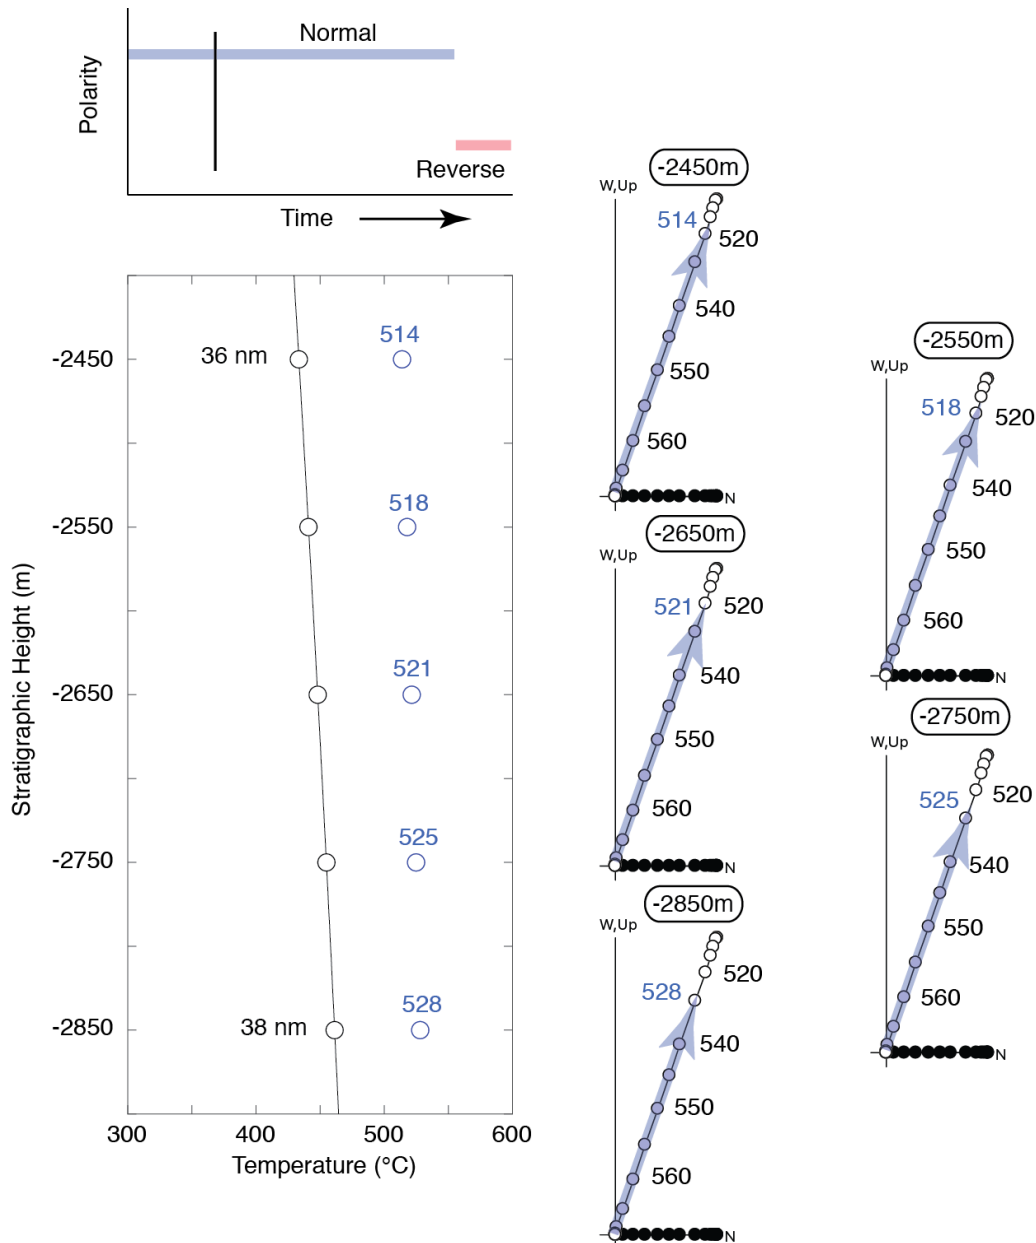 Normal
Polarity
Reverse
Time
-2450m
W,Up
514
520
540
550
560
N
-2550m
W,Up
518
520
540
550
560
N
-2650m
W,Up
521
520
540
550
560
N
-2750m
W,Up
525
520
540
550
560
N
-2850m
W,Up
528
520
540
550
560
N
Stratigraphic Height (m)
-2450
-2550
-2650
-2750
-2850
36 nm
514
518
521
525
38 nm
528
300
400
500
600
Temperature (°C)